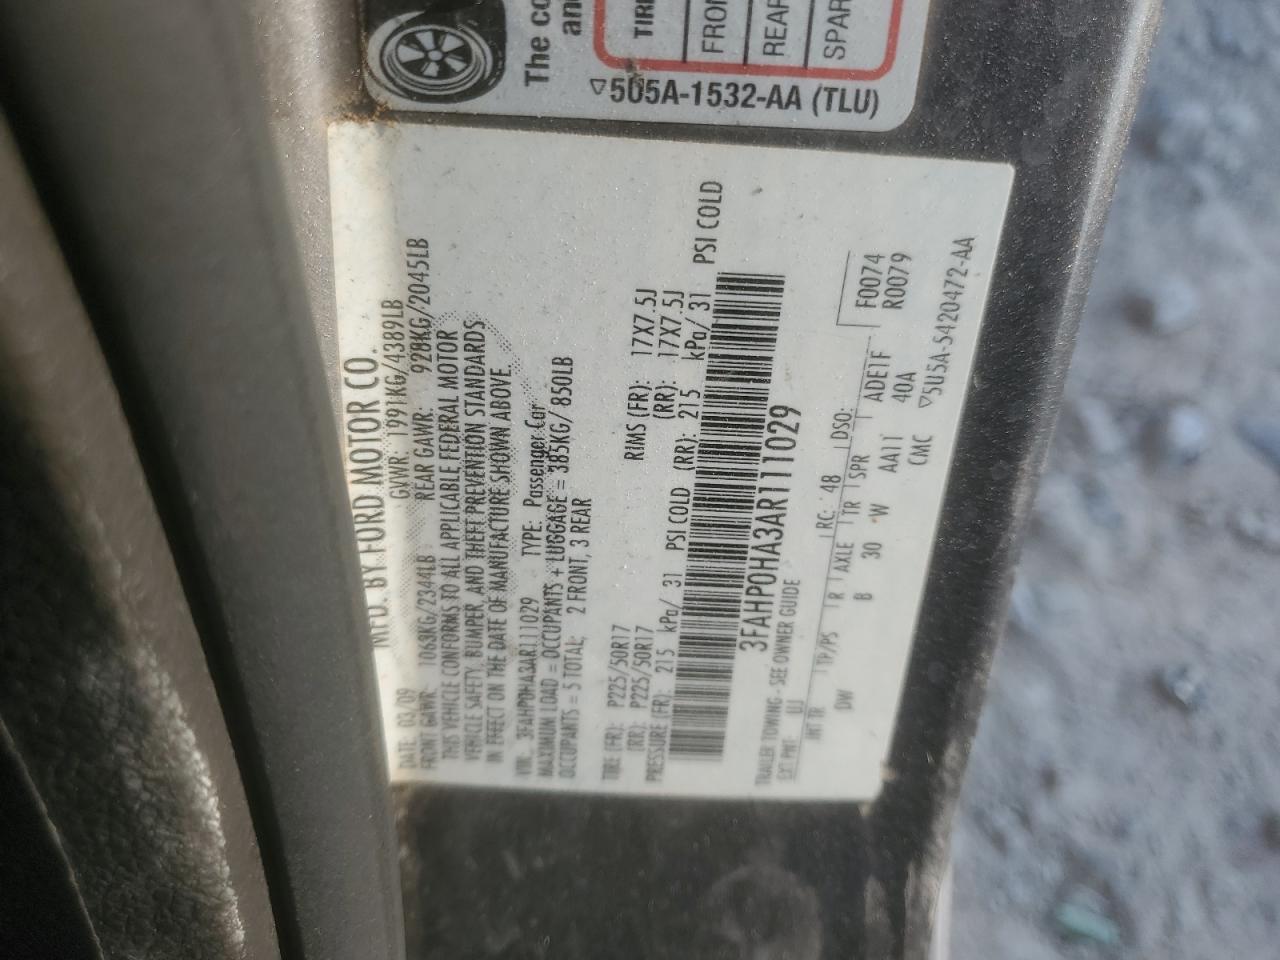 The co
and
TIRE
FRON
REAR
SPAR
5U5A-1532-AA (TLU)
MFD. BY FORD MOTOR CO.
DATE 03/09 GVWR: 1991KG/4389LB
FRONT GAWR: 1063KG/2344LB REAR GAWR: 928KG/2045LB
THIS VEHICLE CONFORMS TO ALL APPLICABLE FEDERAL MOTOR
VEHICLE SAFETY, BUMPER, AND THEFT PREVENTION STANDARDS
IN EFFECT ON THE DATE OF MANUFACTURE SHOWN ABOVE.
VIN: 3FAHP0HA3AR111029 TYPE: Passenger Car
MAXIMUM LOAD = OCCUPANTS + LUGGAGE = 385KG/ 850LB
OCCUPANTS = 5 TOTAL; 2 FRONT, 3 REAR
TIRE (FR): P225/50R17 RIMS (FR): 17X7.5J
(RR): P225/50R17 (RR): 17X7.5J
PRESSURE (FR): 215 kPa/ 31 PSI COLD (RR): 215 kPa/ 31 PSI COLD
3FAHP0HA3AR111029
TRAILER TOWING - SEE OWNER GUIDE
EXT PNT: UJ RC: 48 DSO: F0074
R0079
INT TR TP/PS R AXLE TR SPR
DW B 30 W AA11 ADE1F
CMC 40A
5U5A-5420472-AA